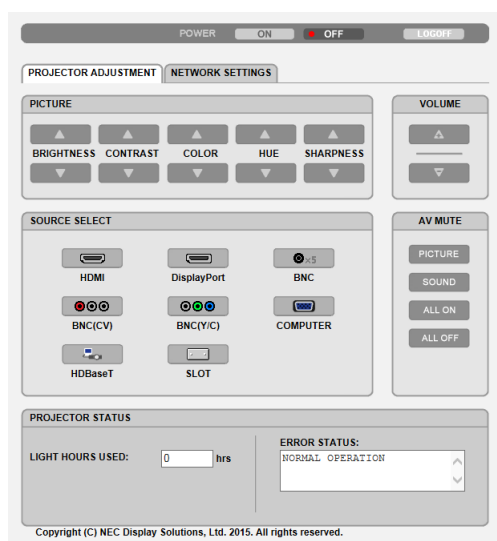 POWER ON OFF LOGOFF
PROJECTOR ADJUSTMENT NETWORK SETTINGS
PICTURE
BRIGHTNESS CONTRAST COLOR HUE SHARPNESS
VOLUME
SOURCE SELECT
HDMI DisplayPort ×5 BNC
BNC(CV) BNC(Y/C) COMPUTER
HDBaseT SLOT
AV MUTE
PICTURE
SOUND
ALL ON
ALL OFF
PROJECTOR STATUS
LIGHT HOURS USED: 0 hrs
ERROR STATUS:
NORMAL OPERATION
Copyright (C) NEC Display Solutions, Ltd. 2015. All rights reserved.